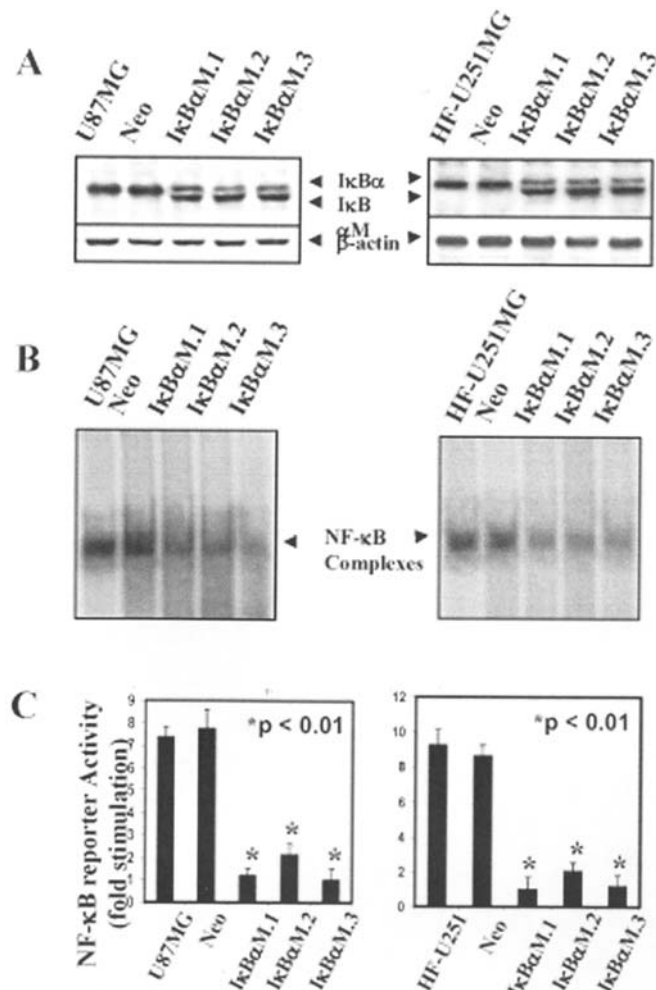 A
U87MG
Neo
IκBαM.1
IκBαM.2
IκBαM.3
HF-U251MG
Neo
IκBαM.1
IκBαM.2
IκBαM.3
IκBα
IκB
αM
β-actin
B
U87MG
Neo
IκBαM.1
IκBαM.2
IκBαM.3
HF-U251MG
Neo
IκBαM.1
IκBαM.2
IκBαM.3
NF-κB
Complexes
C
NF-κB reporter Activity
(fold stimulation)
9
8
7
6
5
4
3
2
1
0
*p < 0.01
* * *
U87MG
Neo
IκBαM.1
IκBαM.2
IκBαM.3
12
10
8
6
4
2
0
*p < 0.01
* * *
HF-U251
Neo
IκBαM.1
IκBαM.2
IκBαM.3